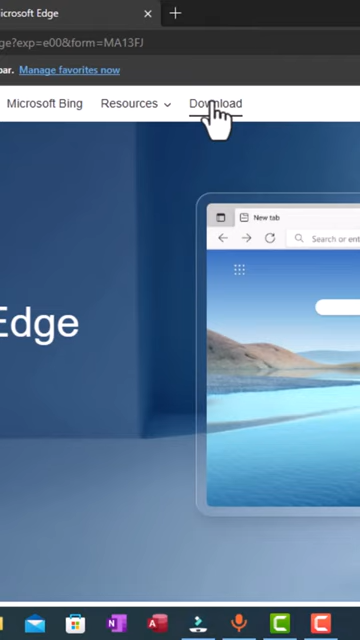 icrosoft Edge
ge?exp=e00&form=MA13FJ
bar. Manage favorites now
Microsoft Bing Resources Download
New tab
Search or ente
Edge